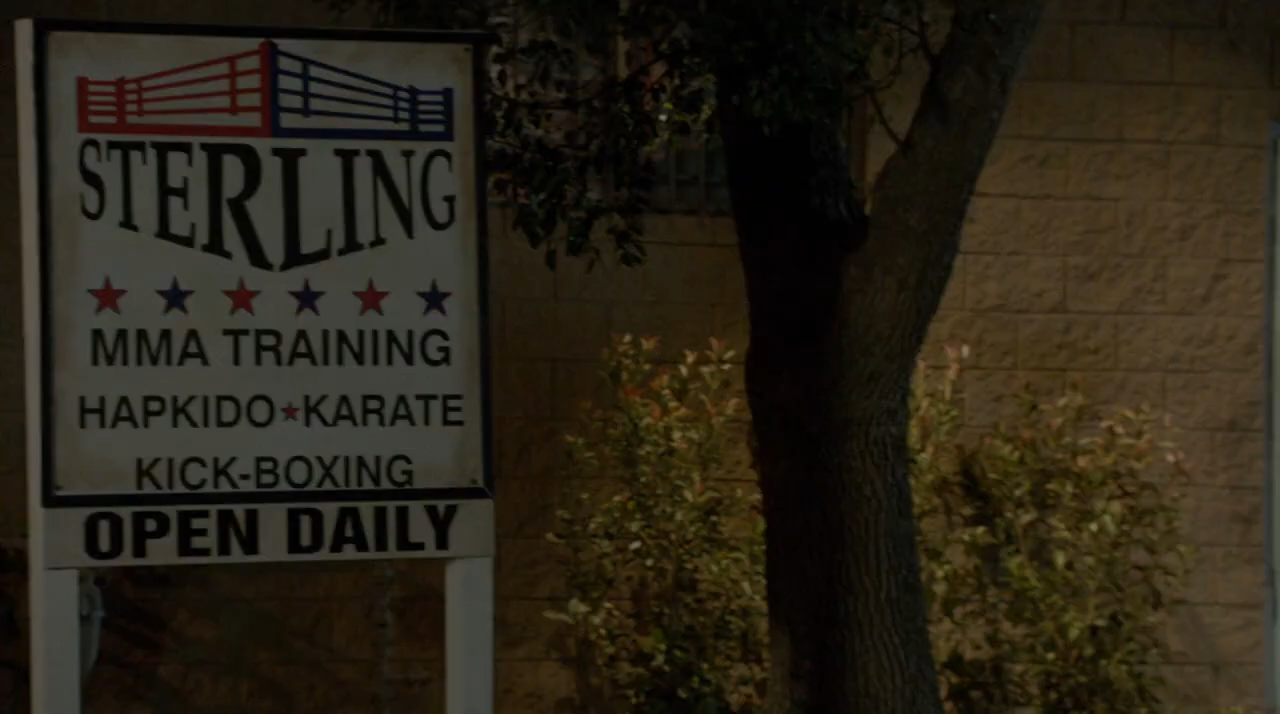 STERLING
MMA TRAINING
HAPKIDO★KARATE
KICK-BOXING
OPEN DAILY